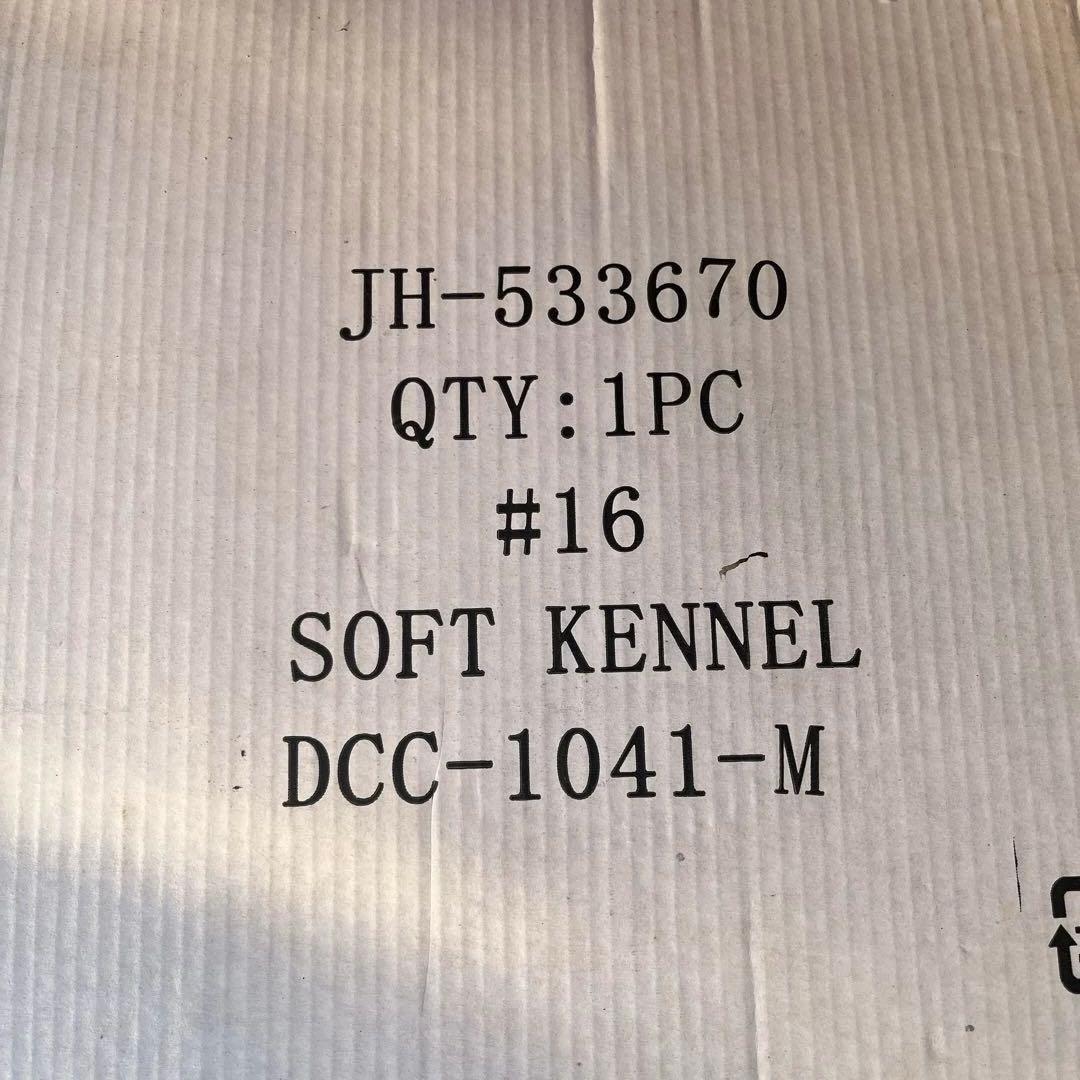 JH-533670
QTY:1PC
#16
SOFT KENNEL
DCC-1041-M